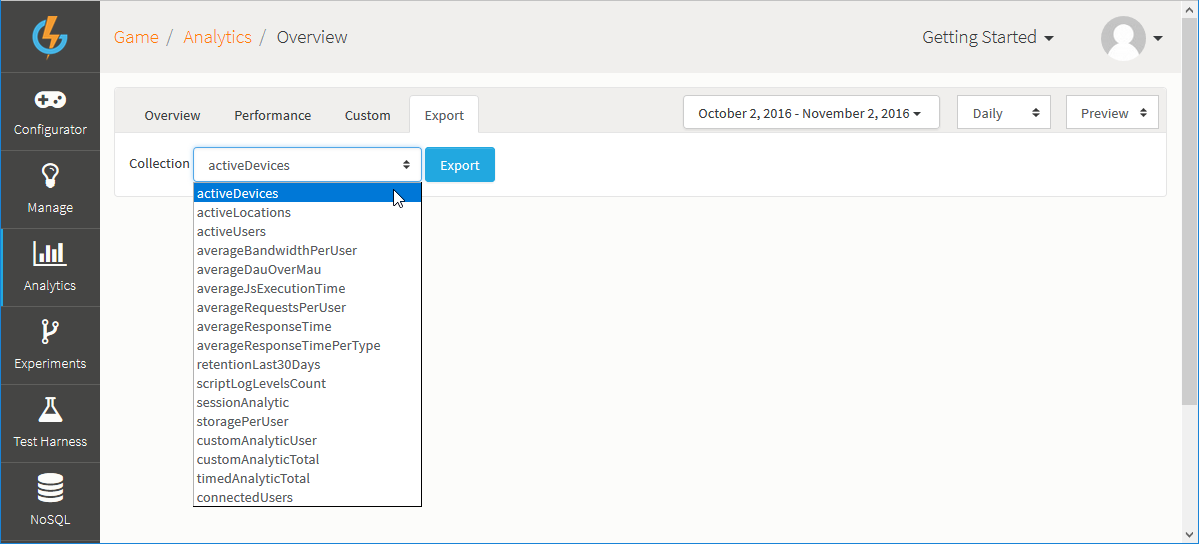 Game / Analytics / Overview
Getting Started
Configurator
Manage
Analytics
Experiments
Test Harness
NoSQL
Overview Performance Custom Export
October 2, 2016 - November 2, 2016
Daily
Preview
Collection activeDevices Export
activeDevices
activeLocations
activeUsers
averageBandwidthPerUser
averageDauOverMau
averageJsExecutionTime
averageRequestsPerUser
averageResponseTime
averageResponseTimePerType
retentionLast30Days
scriptLogLevelsCount
sessionAnalytic
storagePerUser
customAnalyticUser
customAnalyticTotal
timedAnalyticTotal
connectedUsers